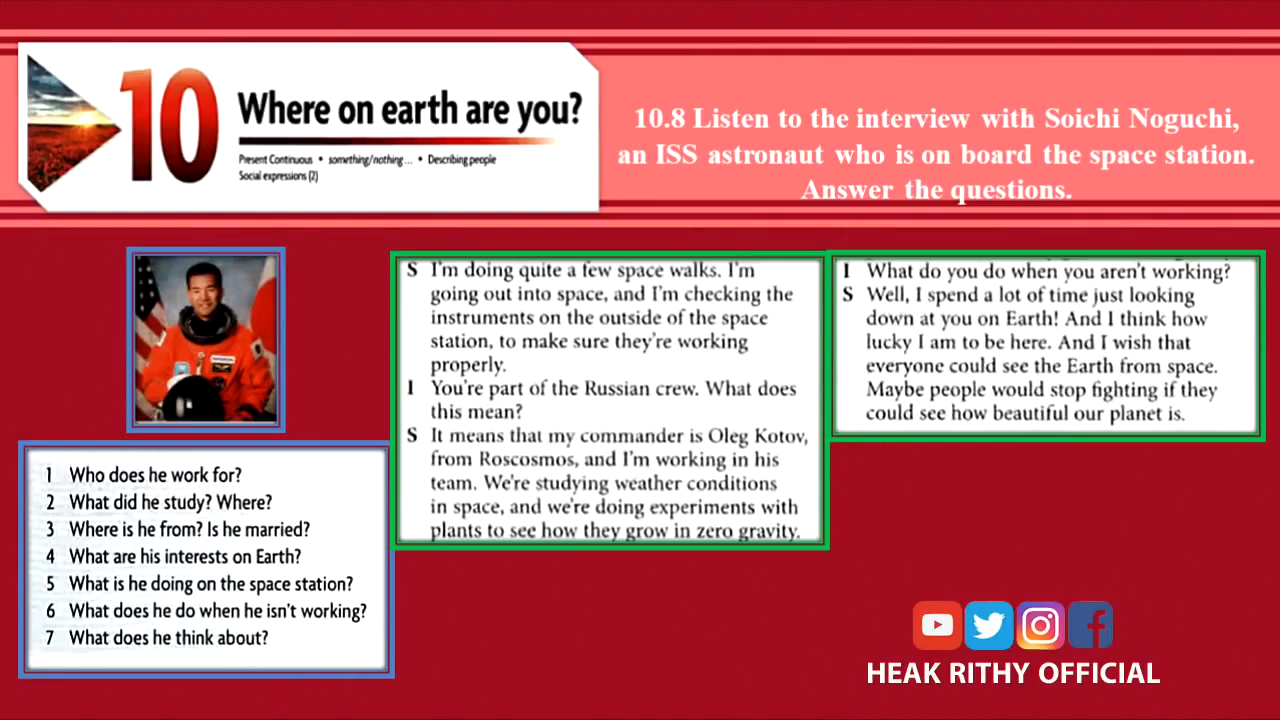 10
Where on earth are you?
Present Continuous • something/nothing ... • Describing people
Social expressions (2)
10.8 Listen to the interview with Soichi Noguchi,
an ISS astronaut who is on board the space station.
Answer the questions.
1 Who does he work for?
2 What did he study? Where?
3 Where is he from? Is he married?
4 What are his interests on Earth?
5 What is he doing on the space station?
6 What does he do when he isn't working?
7 What does he think about?
S I'm doing quite a few space walks. I'm
going out into space, and I'm checking the
instruments on the outside of the space
station, to make sure they're working
properly.
I You're part of the Russian crew. What does
this mean?
S It means that my commander is Oleg Kotov,
from Roscosmos, and I'm working in his
team. We're studying weather conditions
in space, and we're doing experiments with
plants to see how they grow in zero gravity.
I What do you do when you aren't working?
S Well, I spend a lot of time just looking
down at you on Earth! And I think how
lucky I am to be here. And I wish that
everyone could see the Earth from space.
Maybe people would stop fighting if they
could see how beautiful our planet is.
HEAK RITHY OFFICIAL